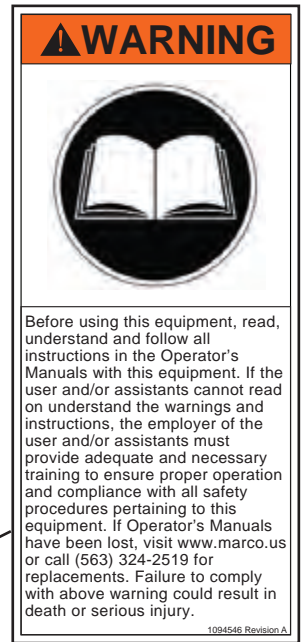 WARNING
Before using this equipment, read,
understand and follow all
instructions in the Operator's
Manuals with this equipment. If the
user and/or assistants cannot read
on understand the warnings and
instructions, the employer of the
user and/or assistants must
provide adequate and necessary
training to ensure proper operation
and compliance with all safety
procedures pertaining to this
equipment. If Operator's Manuals
have been lost, visit www.marco.us
or call (563) 324-2519 for
replacements. Failure to comply
with above warning could result in
death or serious injury.
1094546 Revision A